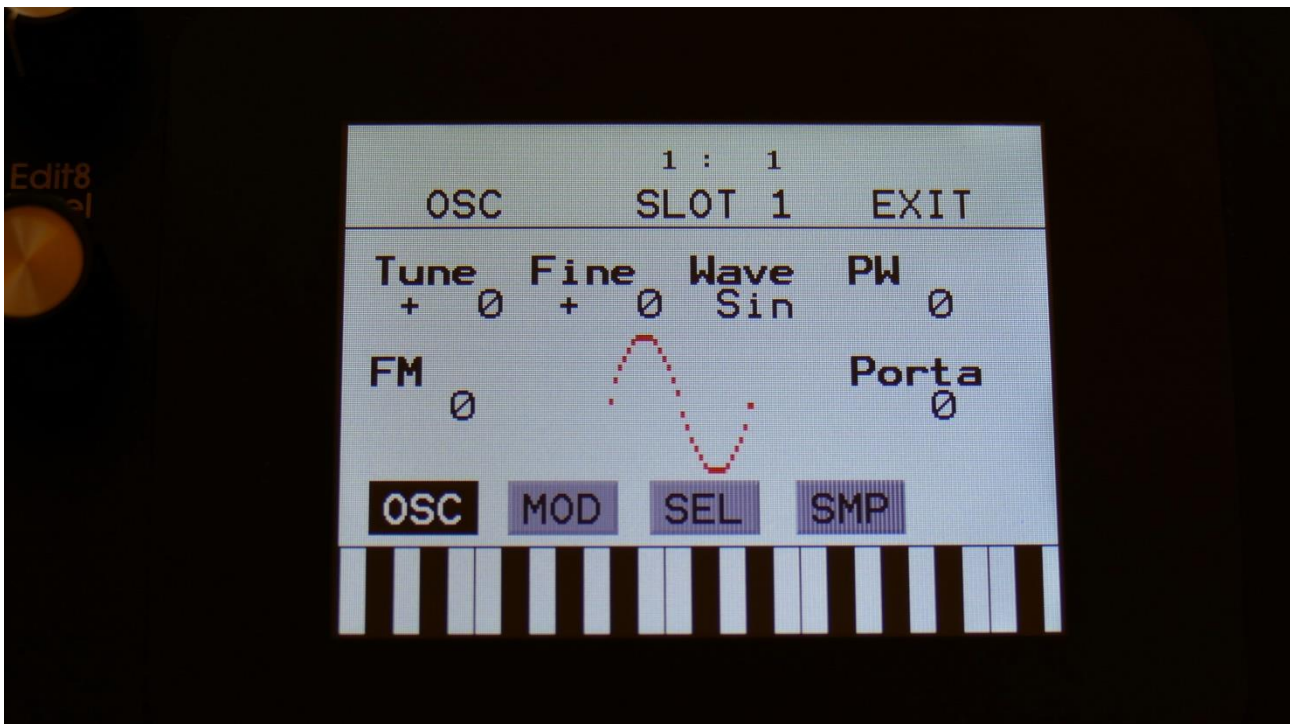 Edit8
1 : 1
OSC SLOT 1 EXIT
Tune Fine Wave PW
+ 0 + 0 Sin 0
FM Porta
0 0
OSC MOD SEL SMP